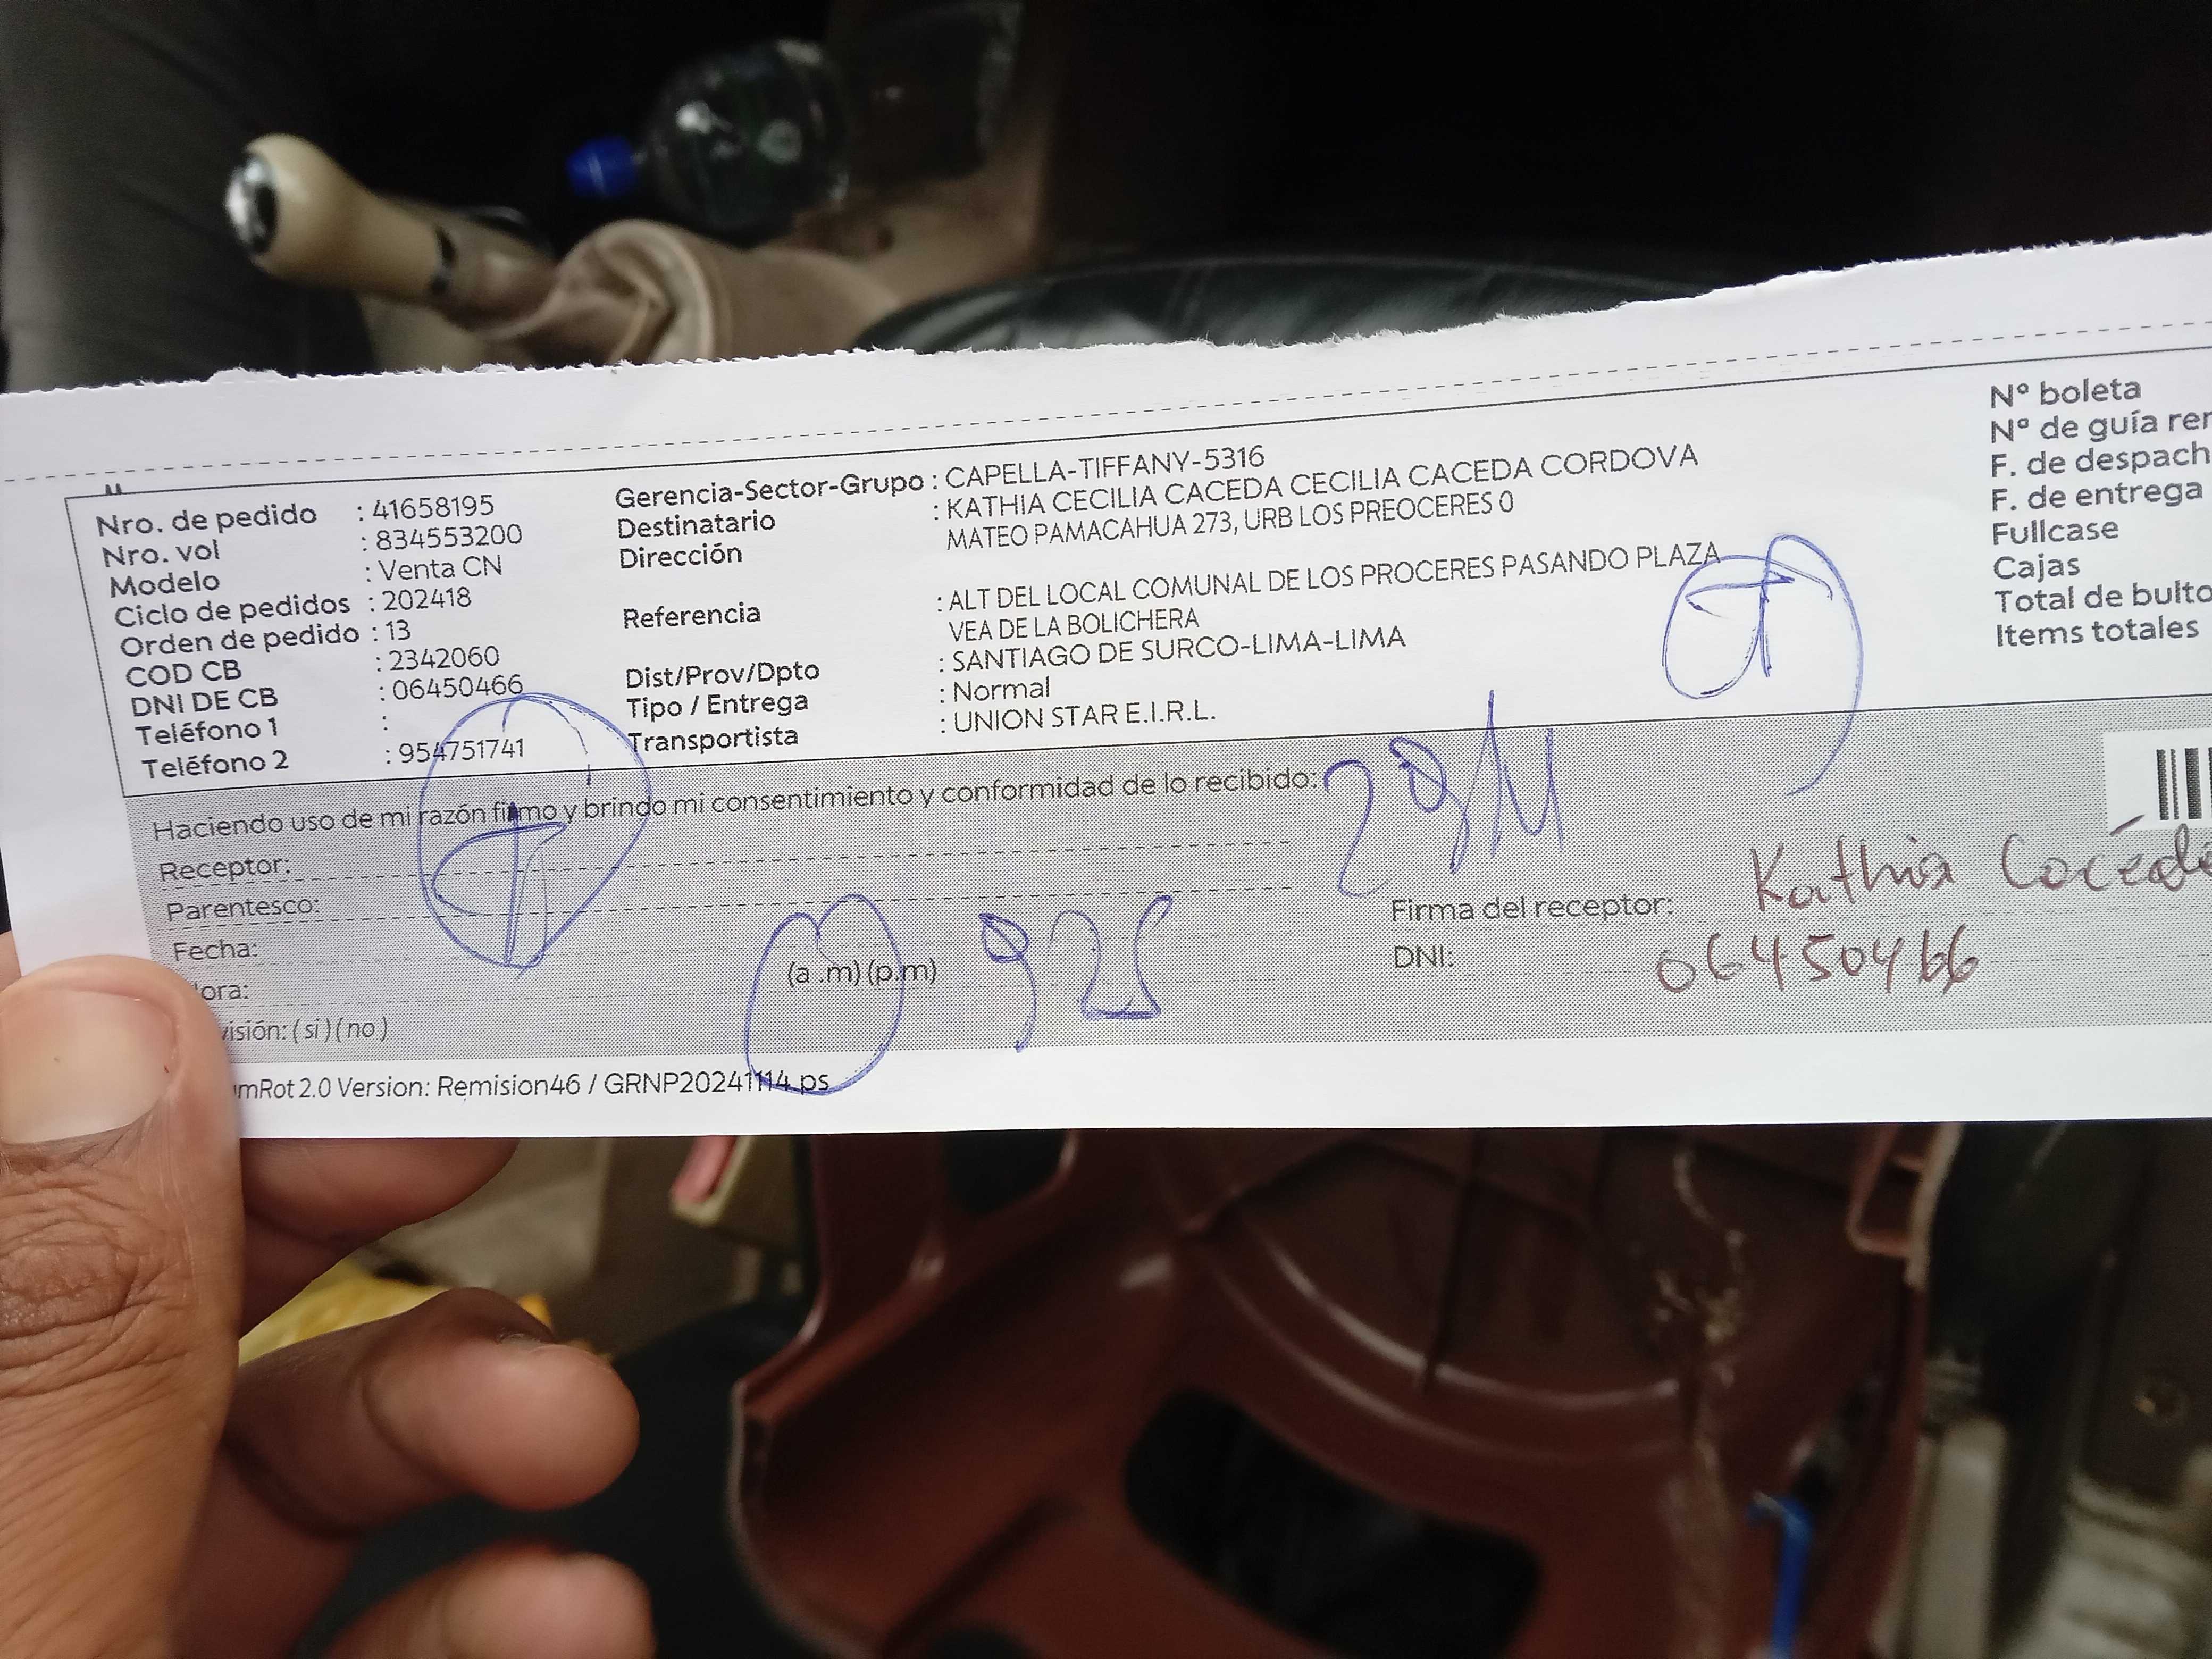 Nro. de pedido : 41658195
Nro. vol : 834553200
Modelo : Venta CN
Ciclo de pedidos : 202418
Orden de pedido : 13
COD CB : 2342060
DNI DE CB : 06450466
Teléfono 1 :
Teléfono 2 : 954751741
Gerencia-Sector-Grupo : CAPELLA-TIFFANY-5316
Destinatario : KATHIA CECILIA CACEDA CECILIA CACEDA CORDOVA
Dirección MATEO PAMACAHUA 273, URB LOS PREOCERES 0
Referencia : ALT DEL LOCAL COMUNAL DE LOS PROCERES PASANDO PLAZA
VEA DE LA BOLICHERA
Dist/Prov/Dpto : SANTIAGO DE SURCO-LIMA-LIMA
Tipo / Entrega : Normal
Transportista : UNION STAR E.I.R.L.
Nº boleta
Nº de guía rer
F. de despach
F. de entrega
Fullcase
Cajas
Total de bulto
Items totales
Haciendo uso de mi razón firmo y brindo mi consentimiento y conformidad de lo recibido:
Receptor:
Parentesco:
Fecha:
ora:
(a .m) (p.m)
visión: ( si ) ( no )
Firma del receptor: Kathia
DNI: 06450466
mRot 2.0 Version: Remision46 / GRNP20241114.ps